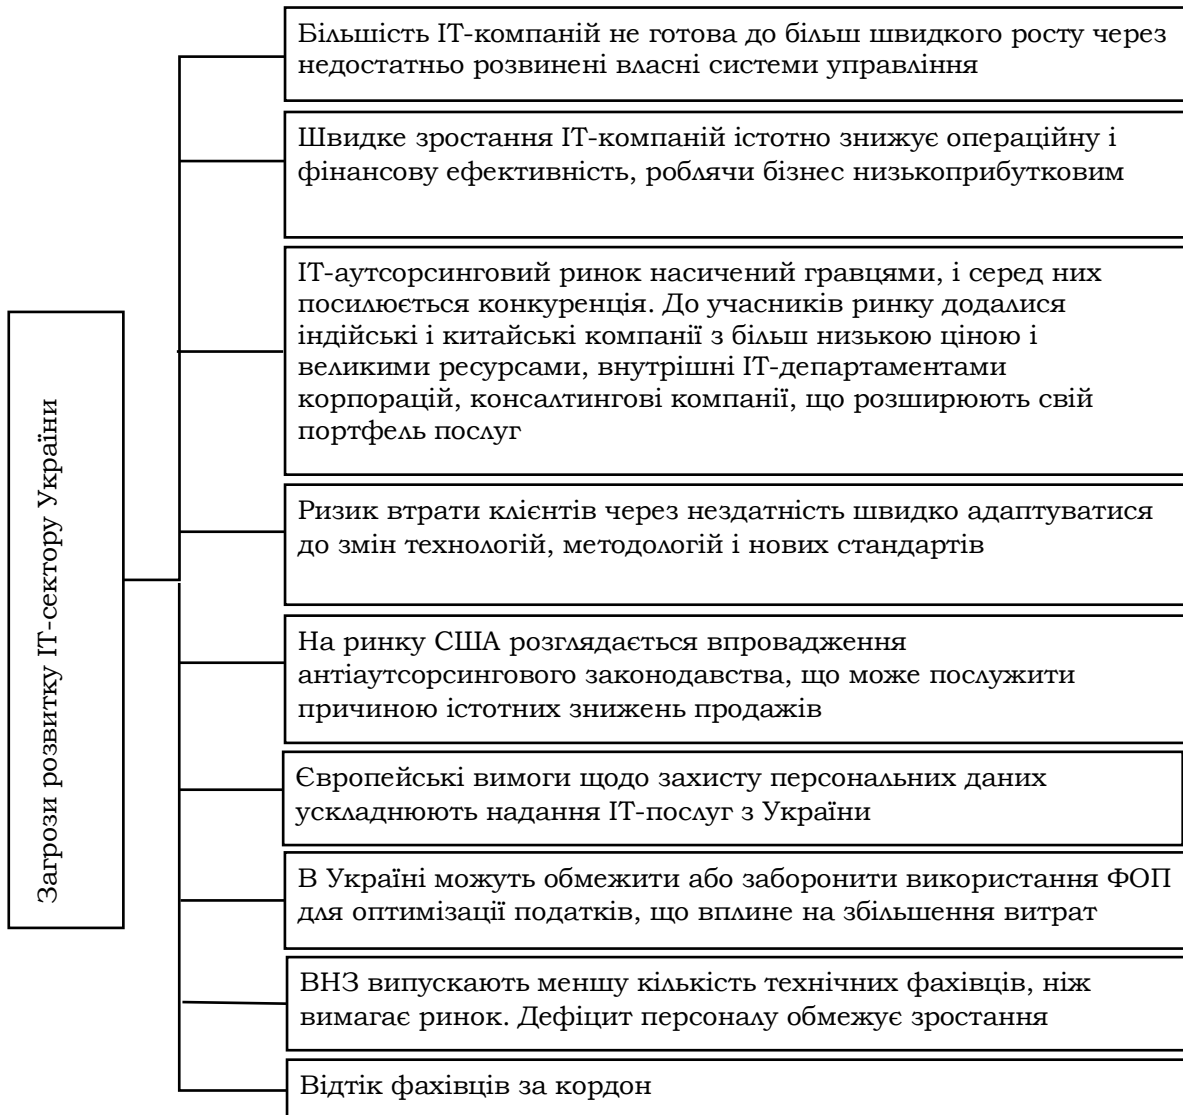 Загрози розвитку ІТ-сектору України
Більшість ІТ-компаній не готова до більш швидкого росту через
недостатньо розвинені власні системи управління
Швидке зростання ІТ-компаній істотно знижує операційну і
фінансову ефективність, роблячи бізнес низькоприбутковим
ІТ-аутсорсинговий ринок насичений гравцями, і серед них
посилюється конкуренція. До учасників ринку додалися
індійські і китайські компанії з більш низькою ціною і
великими ресурсами, внутрішні ІТ-департаментами
корпорацій, консалтингові компанії, що розширюють свій
портфель послуг
Ризик втрати клієнтів через нездатність швидко адаптуватися
до змін технологій, методологій і нових стандартів
На ринку США розглядається впровадження
антіаутсорсингового законодавства, що може послужити
причиною істотних знижень продажів
Європейські вимоги щодо захисту персональних даних
ускладнюють надання ІТ-послуг з України
В Україні можуть обмежити або заборонити використання ФОП
для оптимізації податків, що вплине на збільшення витрат
ВНЗ випускають меншу кількість технічних фахівців, ніж
вимагає ринок. Дефіцит персоналу обмежує зростання
Відтік фахівців за кордон